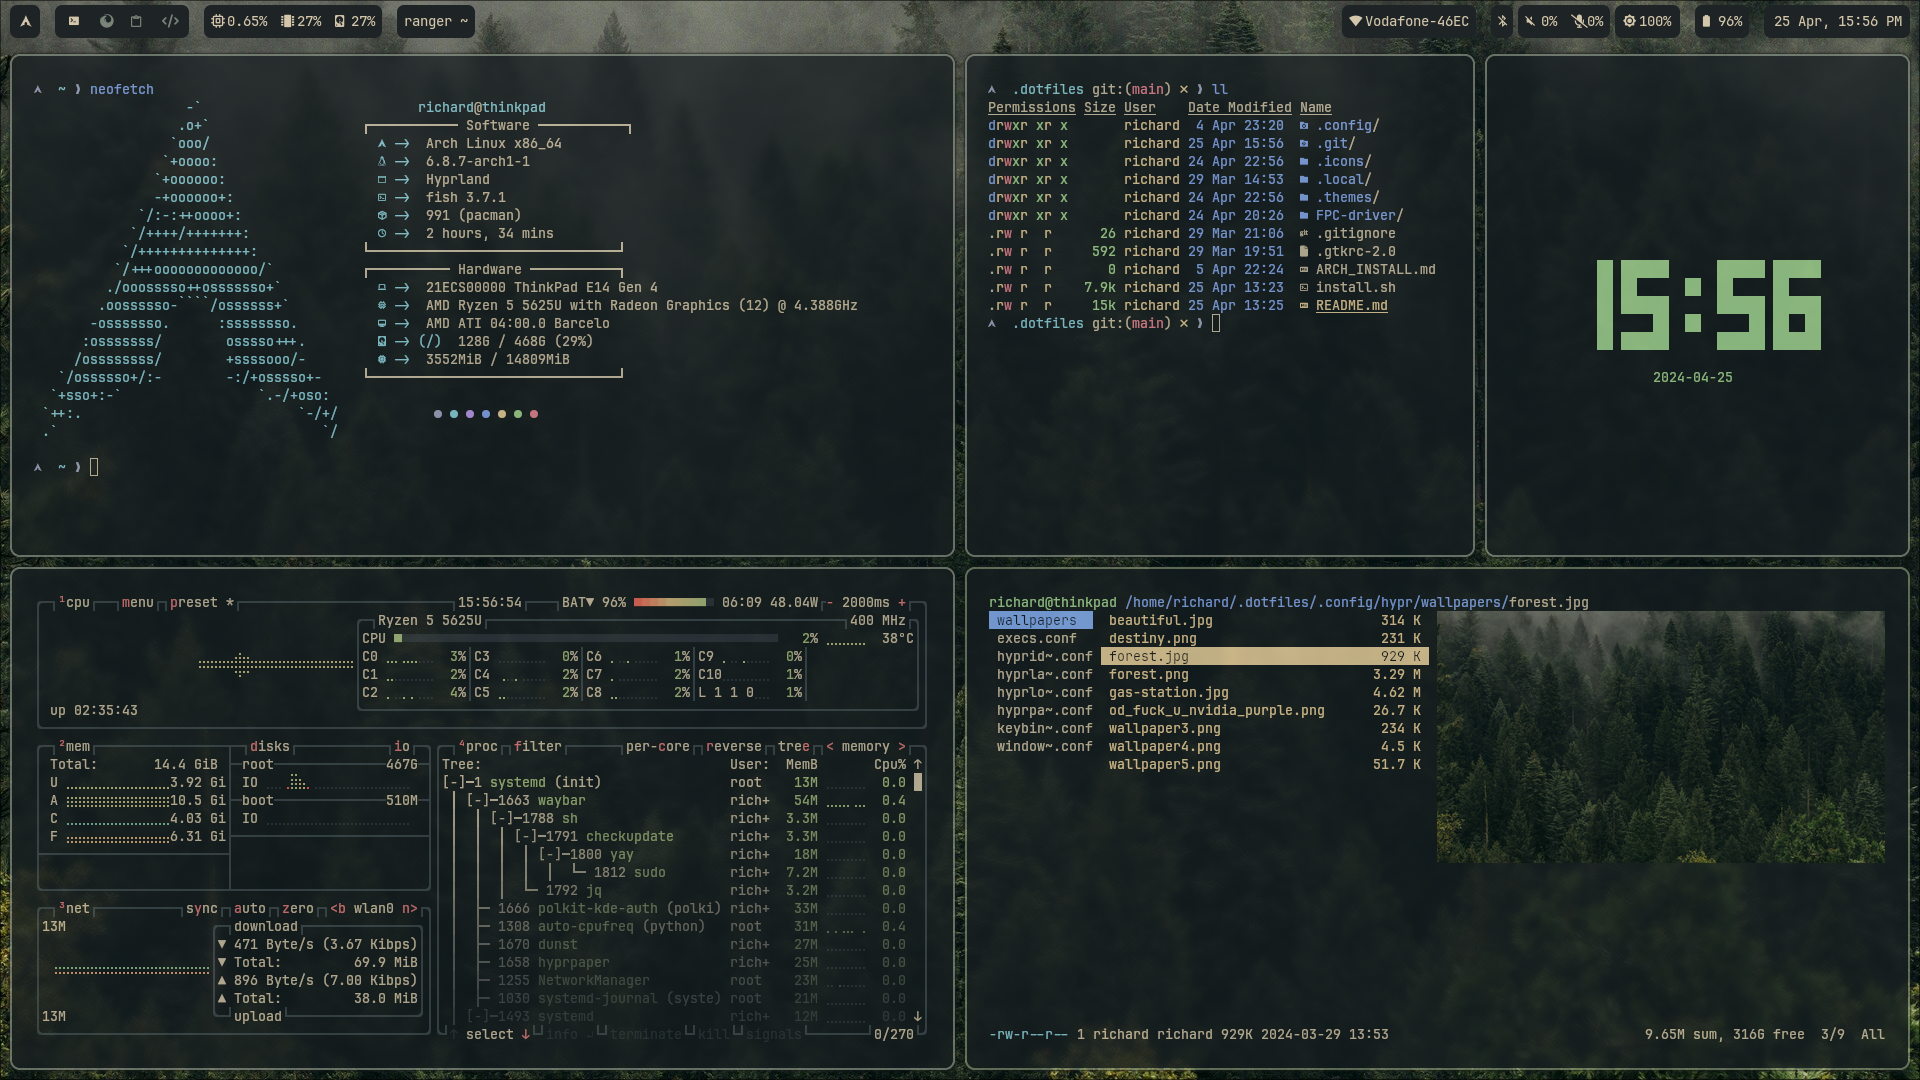 0.65% 27% 27% ranger ~ Vodafone-46EC 0% 0% 100% 96% 25 Apr, 15:56 PM
~ ❯ neofetch
-`
.o+`
`ooo/
`+oooo:
`+oooooo:
-+oooooo+:
`/:-:++oooo+:
`/++++/+++++++:
`/++++++++++++++:
`/+++ooooooooooooo/`
./ooosssso++osssssso+`
.oossssso-````/ossssss+`
-osssssso.      :ssssssso.
:osssssss/        osssso+++.
/ossssssss/        +ssssooo/-
`/ossssso+/:-        -:/+osssso+-
`+sso+:-`                 `.-/+oso:
`++:.                           `-/+/
.`                                 `/
richard@thinkpad
Software
Arch Linux x86_64
6.8.7-arch1-1
Hyprland
fish 3.7.1
991 (pacman)
2 hours, 34 mins
Hardware
21ECS00000 ThinkPad E14 Gen 4
AMD Ryzen 5 5625U with Radeon Graphics (12) @ 4.388GHz
AMD ATI 04:00.0 Barcelo
(/) 128G / 468G (29%)
3552MiB / 14809MiB
~ ❯
.dotfiles git:(main) × ❯ ll
Permissions Size User Date Modified Name
drwxr xr x richard 4 Apr 23:20 .config/
drwxr xr x richard 25 Apr 15:56 .git/
drwxr xr x richard 24 Apr 22:56 .icons/
drwxr xr x richard 29 Mar 14:53 .local/
drwxr xr x richard 24 Apr 22:56 .themes/
drwxr xr x richard 24 Apr 20:26 FPC-driver/
.rw r r 26 richard 29 Mar 21:06 .gitignore
.rw r r 592 richard 29 Mar 19:51 .gtkrc-2.0
.rw r r 0 richard 5 Apr 22:24 ARCH_INSTALL.md
.rw r r 7.9k richard 25 Apr 13:23 install.sh
.rw r r 15k richard 25 Apr 13:25 README.md
.dotfiles git:(main) × ❯
15:56
2024-04-25
¹cpu menu preset * 15:56:54 BAT▼ 96% 06:09 48.04W - 2000ms +
Ryzen 5 5625U 400 MHz
CPU 2% 38°C
C0 3% C3 0% C6 1% C9 0%
C1 2% C4 2% C7 2% C10 1%
C2 4% C5 2% C8 2% L 1 1 0 1%
up 02:35:43
²mem disks io
Total: 14.4 GiB root 467G
U 3.92 Gi IO
A 10.5 Gi boot 510M
C 4.03 Gi IO
F 6.31 Gi
³net sync auto zero <b wlan0 n>
13M download
▼ 471 Byte/s (3.67 Kibps)
▼ Total: 69.9 MiB
▲ 896 Byte/s (7.00 Kibps)
▲ Total: 38.0 MiB
13M upload
⁴proc filter per-core reverse tree < memory >
Tree: User: MemB Cpu% ↑
[-]-1 systemd (init) root 13M 0.0
[-]-1663 waybar rich+ 54M 0.4
[-]-1788 sh rich+ 3.3M 0.0
[-]-1791 checkupdate rich+ 3.3M 0.0
[-]-1800 yay rich+ 18M 0.0
1812 sudo rich+ 7.2M 0.0
1792 jq rich+ 3.2M 0.0
1666 polkit-kde-auth (polki) rich+ 33M 0.0
1308 auto-cpufreq (python) root 31M 0.4
1670 dunst rich+ 27M 0.0
1658 hyprpaper rich+ 25M 0.0
1255 NetworkManager root 23M 0.0
1030 systemd-journal (syste) root 21M 0.0
[-]-1493 systemd rich+ 12M 0.0 ↓
↑ select ↓ info terminate kill signals 0/270
richard@thinkpad /home/richard/.dotfiles/.config/hypr/wallpapers/forest.jpg
wallpapers beautiful.jpg 314 K
execs.conf destiny.png 231 K
hyprid~.conf forest.jpg 929 K
hyprla~.conf forest.png 3.29 M
hyprlo~.conf gas-station.jpg 4.62 M
hyprpa~.conf od_fuck_u_nvidia_purple.png 26.7 K
keybin~.conf wallpaper3.png 234 K
window~.conf wallpaper4.png 4.5 K
wallpaper5.png 51.7 K
-rw-r--r-- 1 richard richard 929K 2024-03-29 13:53 9.65M sum, 316G free 3/9 All